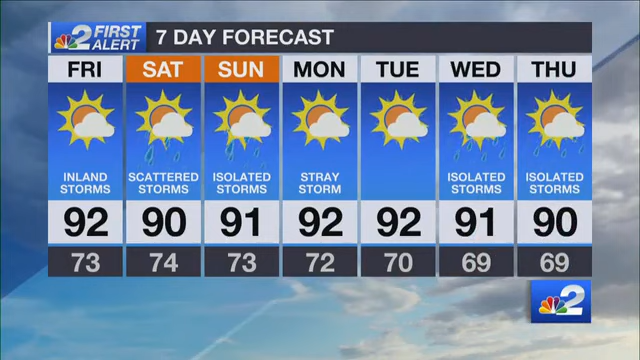 2 FIRST ALERT
7 DAY FORECAST
FRI SAT SUN MON TUE WED THU
INLAND STORMS
SCATTERED STORMS
ISOLATED STORMS
STRAY STORM
ISOLATED STORMS
ISOLATED STORMS
92 90 91 92 92 91 90
73 74 73 72 70 69 69
2